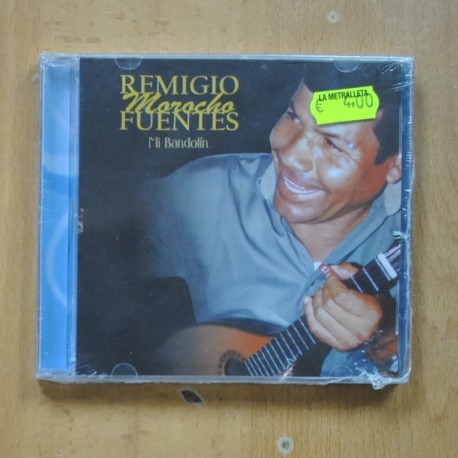 REMIGIO
Morocho
FUENTES
Mi Bandolín
LA METRALLETA
€ 4,00